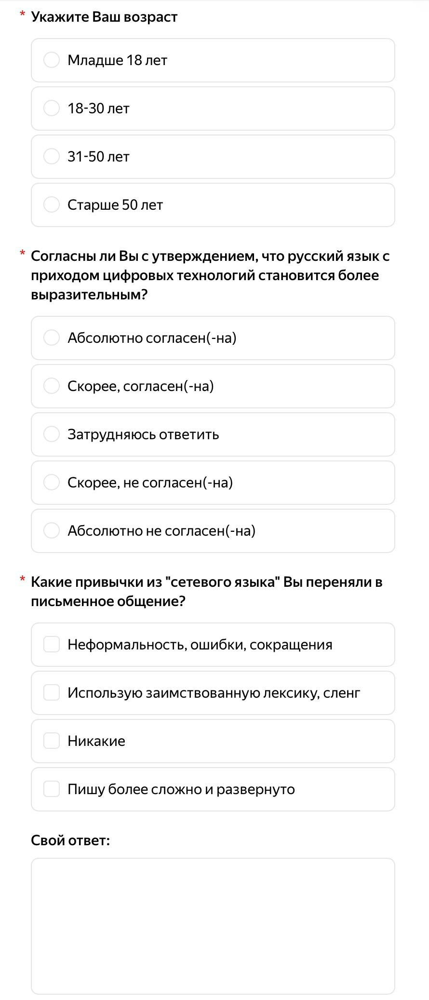 * Укажите Ваш возраст
Младше 18 лет
18-30 лет
31-50 лет
Старше 50 лет
* Согласны ли Вы с утверждением, что русский язык с
приходом цифровых технологий становится более
выразительным?
Абсолютно согласен(-на)
Скорее, согласен(-на)
Затрудняюсь ответить
Скорее, не согласен(-на)
Абсолютно не согласен(-на)
* Какие привычки из "сетевого языка" Вы переняли в
письменное общение?
Неформальность, ошибки, сокращения
Использую заимствованную лексику, сленг
Никакие
Пишу более сложно и развернуто
Свой ответ: